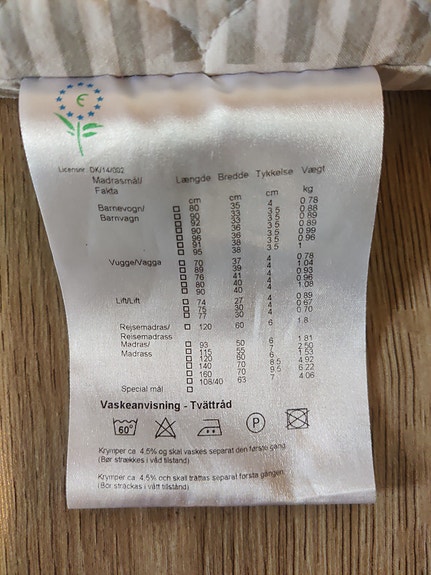 €
Licensnr. DK/14/002
Madrasmål/ Længde Bredde Tykkelse Vægt
Fakta
cm cm cm kg
Barnevogn/ 80 35 4 0.78
Barnvagn 90 33 3.5 0.88
92 33 0.89
90 36 3.5 0.89
96 36 3.5 0.99
91 38 0.96
95 38 3.5 1
Vugge/Vagga 70 37 4 0.78
89 39 4 1.04
76 41 4 0.93
80 40 4 0.96
90 40 4 1.08
Lift/Lift 74 27 4 0.89
75 30 4 0.67
77 30 4 0.70
Rejsemadras/ 120 60 6 1.8
Reisemadrass
Madras/ 93 50 6 1.81
Madrass 115 55 7 2.50
120 60 1.53
140 70 8.5 4.92
160 70 9.5 6.22
108/40 63 7 4.06
Special mål
Vaskeanvisning - Tvättråd
60° P
Krymper ca. 4,5% og skal vaskes separat den første gang.
(Bør strækkes i våd tilstand)
Krymper ca. 4,5% och skall tvättas separat första gången.
(Bör sträckas i vått tillstånd)